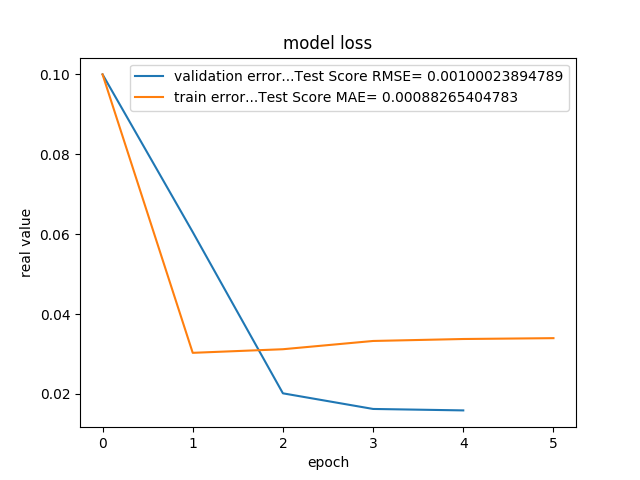 model loss
validation error...Test Score RMSE= 0.00100023894789
train error...Test Score MAE= 0.00088265404783
0.10
0.08
0.06
0.04
0.02
real value
0 1 2 3 4 5
epoch